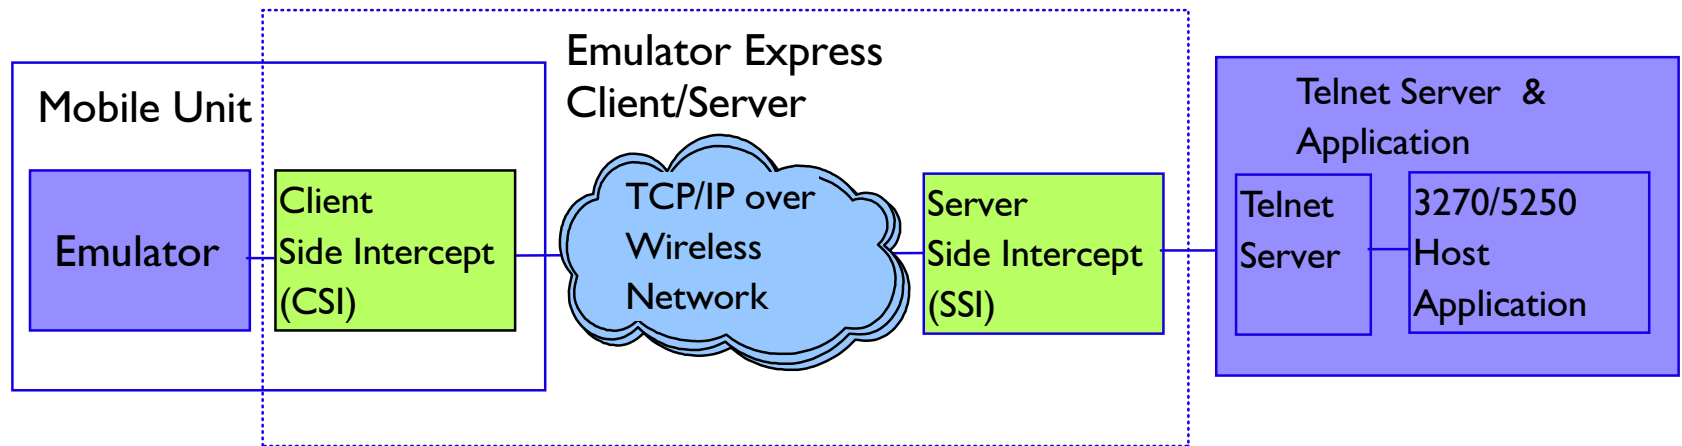 Emulator Express
Client/Server
Mobile Unit
Emulator
Client
Side Intercept
(CSI)
TCP/IP over
Wireless
Network
Server
Side Intercept
(SSI)
Telnet Server &
Application
Telnet
Server
3270/5250
Host
Application